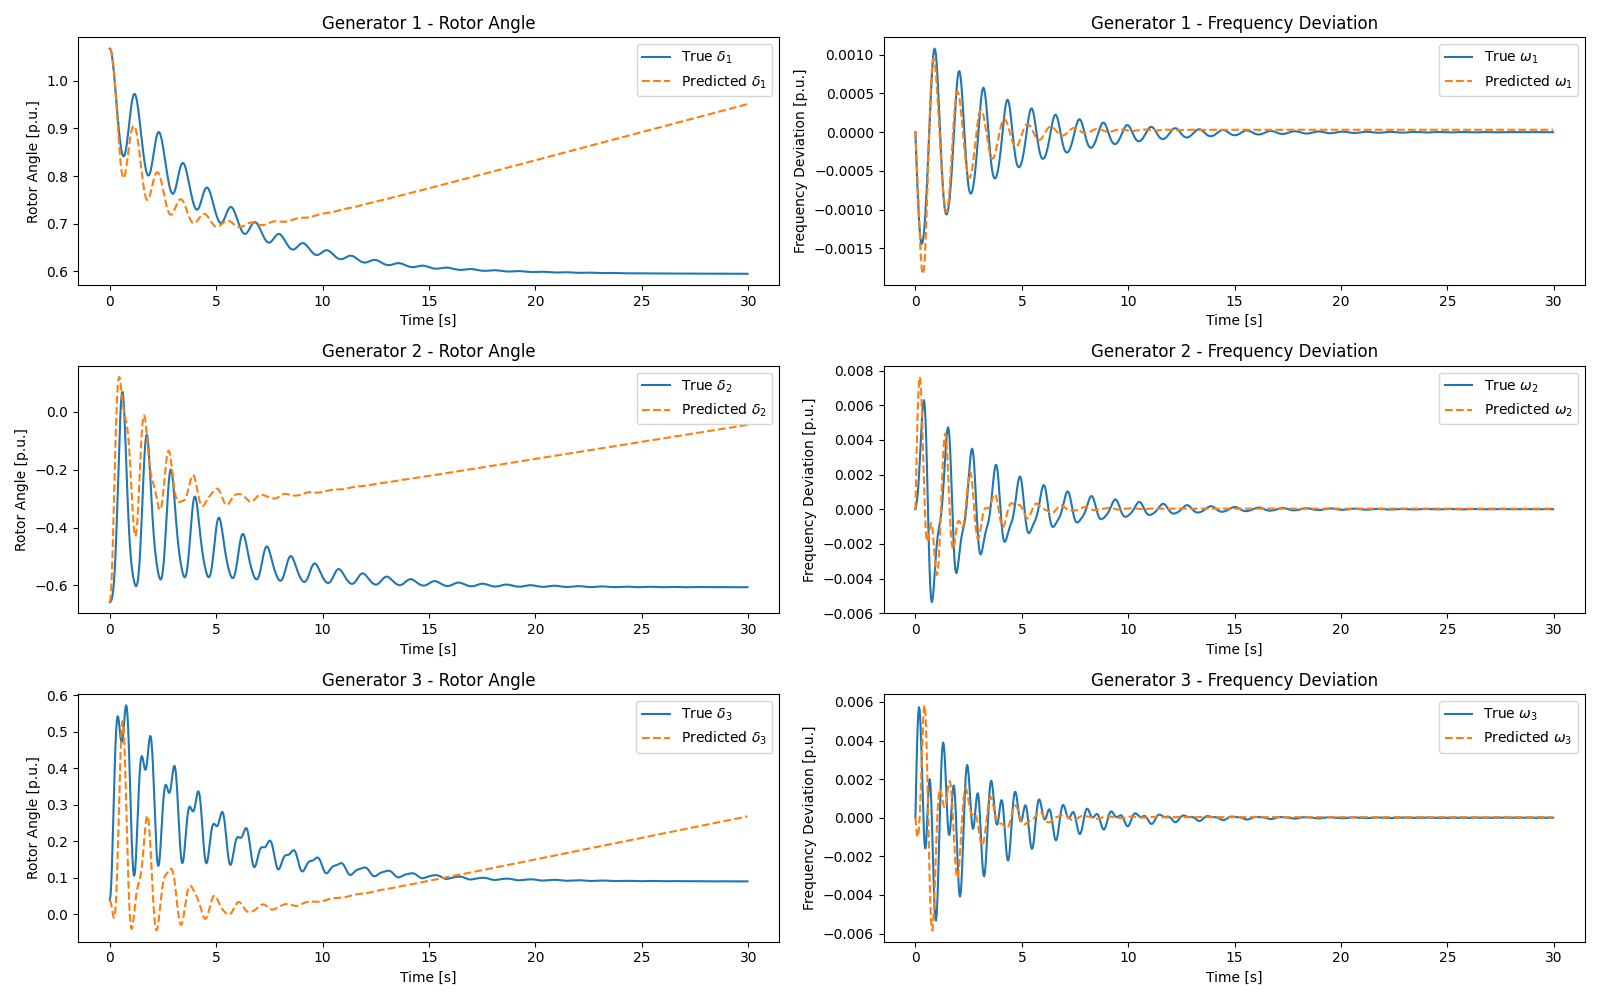 Generator 1 - Rotor Angle
Rotor Angle [p.u.]
1.0
0.9
0.8
0.7
0.6
True δ1
Predicted δ1
0 5 10 15 20 25 30
Time [s]
Generator 1 - Frequency Deviation
Frequency Deviation [p.u.]
0.0010
0.0005
0.0000
−0.0005
−0.0010
−0.0015
True ω1
Predicted ω1
0 5 10 15 20 25 30
Time [s]
Generator 2 - Rotor Angle
Rotor Angle [p.u.]
0.0
−0.2
−0.4
−0.6
True δ2
Predicted δ2
0 5 10 15 20 25 30
Time [s]
Generator 2 - Frequency Deviation
Frequency Deviation [p.u.]
0.008
0.006
0.004
0.002
0.000
−0.002
−0.004
−0.006
True ω2
Predicted ω2
0 5 10 15 20 25 30
Time [s]
Generator 3 - Rotor Angle
Rotor Angle [p.u.]
0.6
0.5
0.4
0.3
0.2
0.1
0.0
True δ3
Predicted δ3
0 5 10 15 20 25 30
Time [s]
Generator 3 - Frequency Deviation
Frequency Deviation [p.u.]
0.006
0.004
0.002
0.000
−0.002
−0.004
−0.006
True ω3
Predicted ω3
0 5 10 15 20 25 30
Time [s]